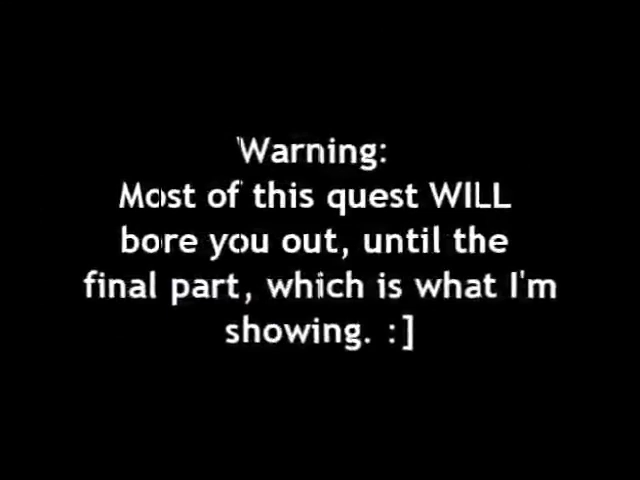 Warning:
Most of this quest WILL
bore you out, until the
final part, which is what I'm
showing. :]